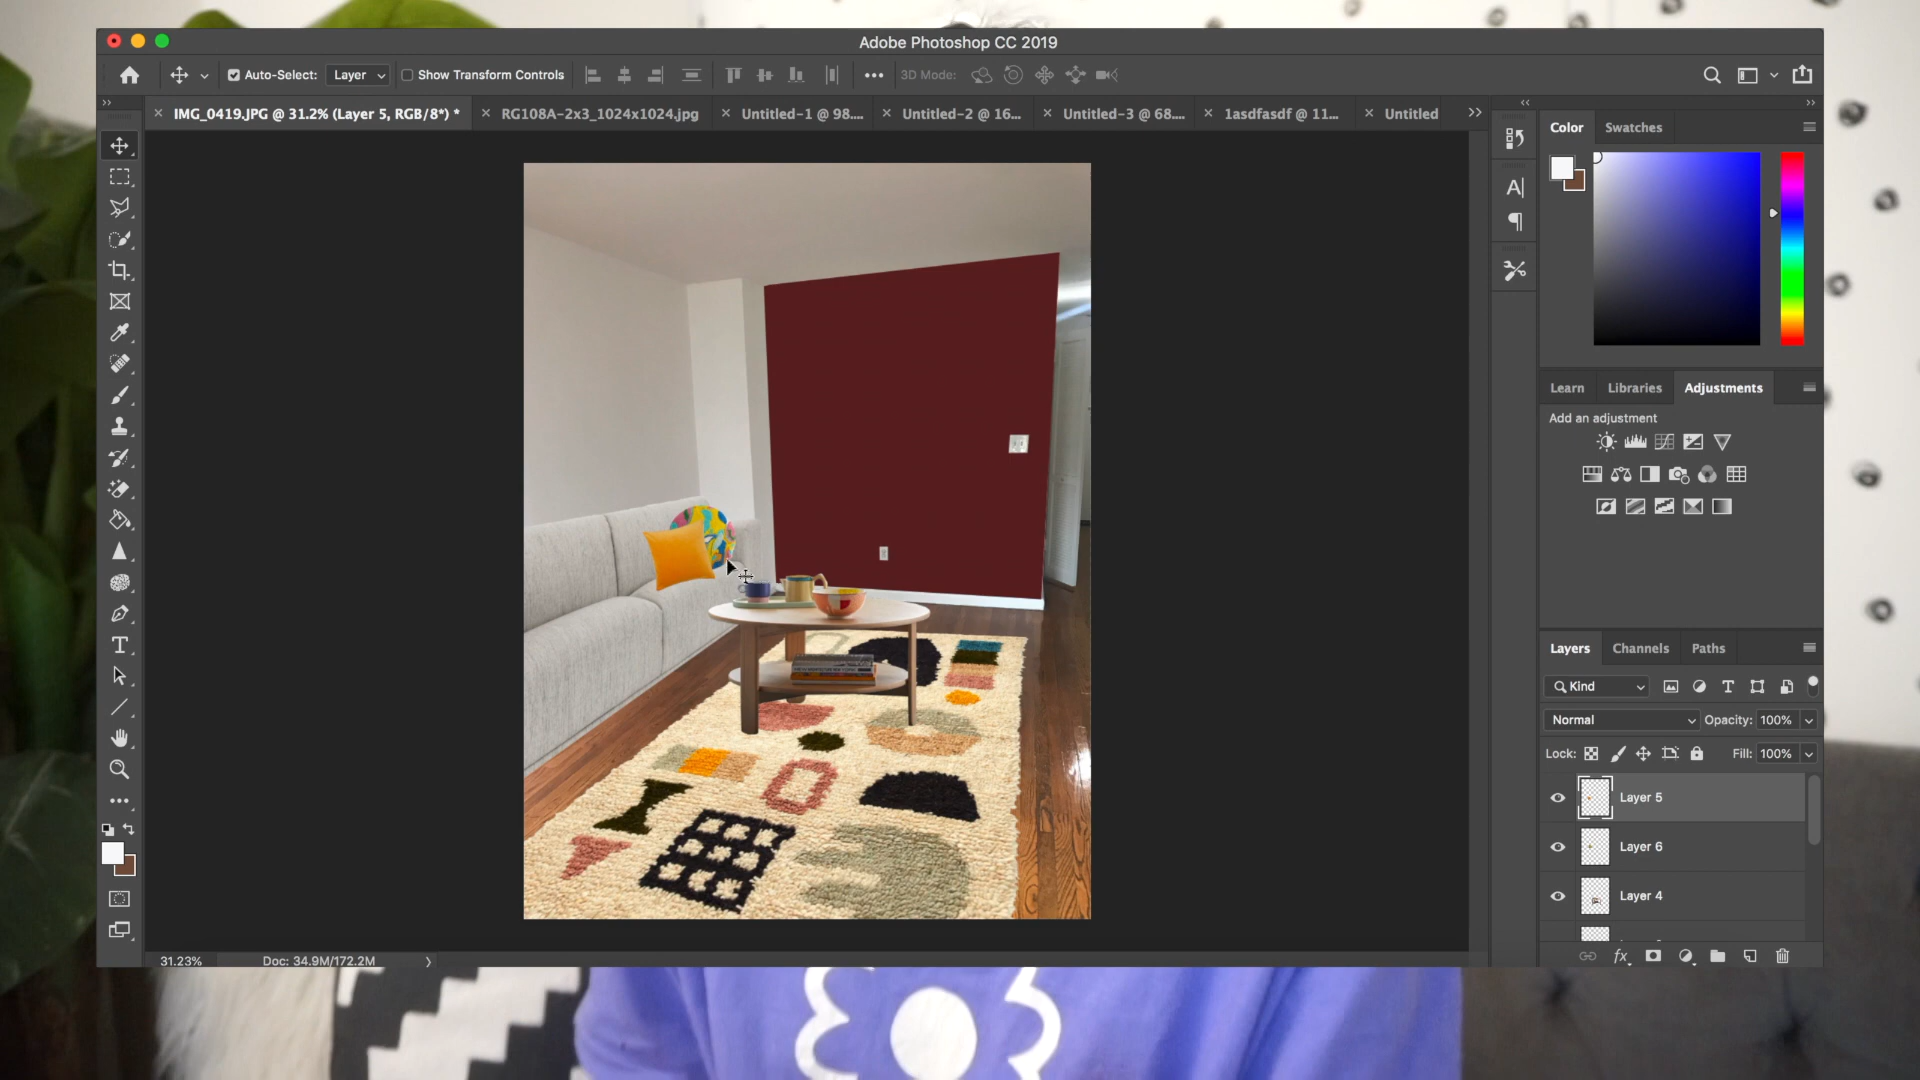 Adobe Photoshop CC 2019
Auto-Select: Layer Show Transform Controls 3D Mode:
IMG_0419.JPG @ 31.2% (Layer 5, RGB/8*) *
RG108A-2x3_1024x1024.jpg
Untitled-1 @ 98....
Untitled-2 @ 16...
Untitled-3 @ 68....
1asdfasdf @ 11...
Untitled
Color Swatches
Learn Libraries Adjustments
Add an adjustment
Layers Channels Paths
Kind
Normal Opacity: 100%
Lock: Fill: 100%
Layer 5
Layer 6
Layer 4
fx
31.23% Doc: 34.9M/172.2M